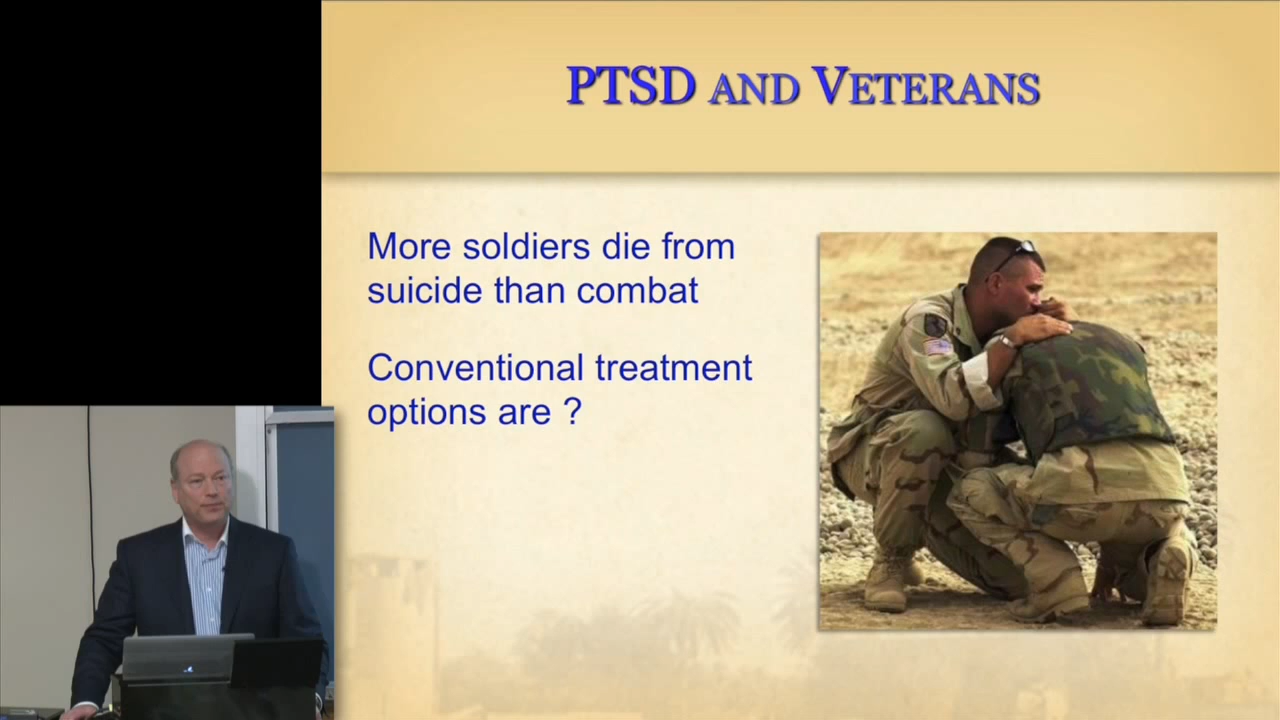 PTSD AND VETERANS
More soldiers die from
suicide than combat
Conventional treatment
options are ?